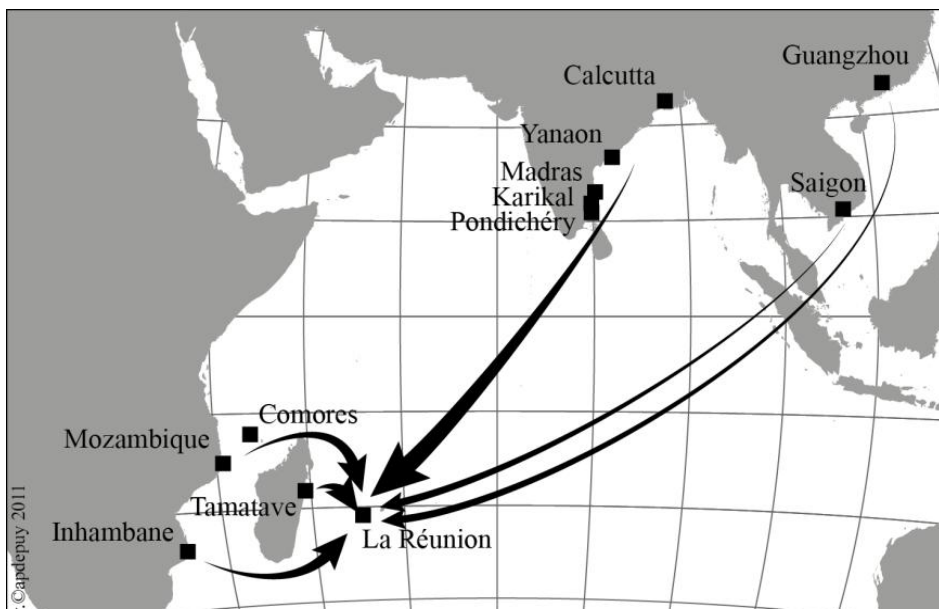 Guangzhou
Calcutta
Yanaon
Madras
Karikal
Pondichéry
Saigon
Comores
Mozambique
Tamatave
Inhambane
La Réunion
.©apdepuy 2011